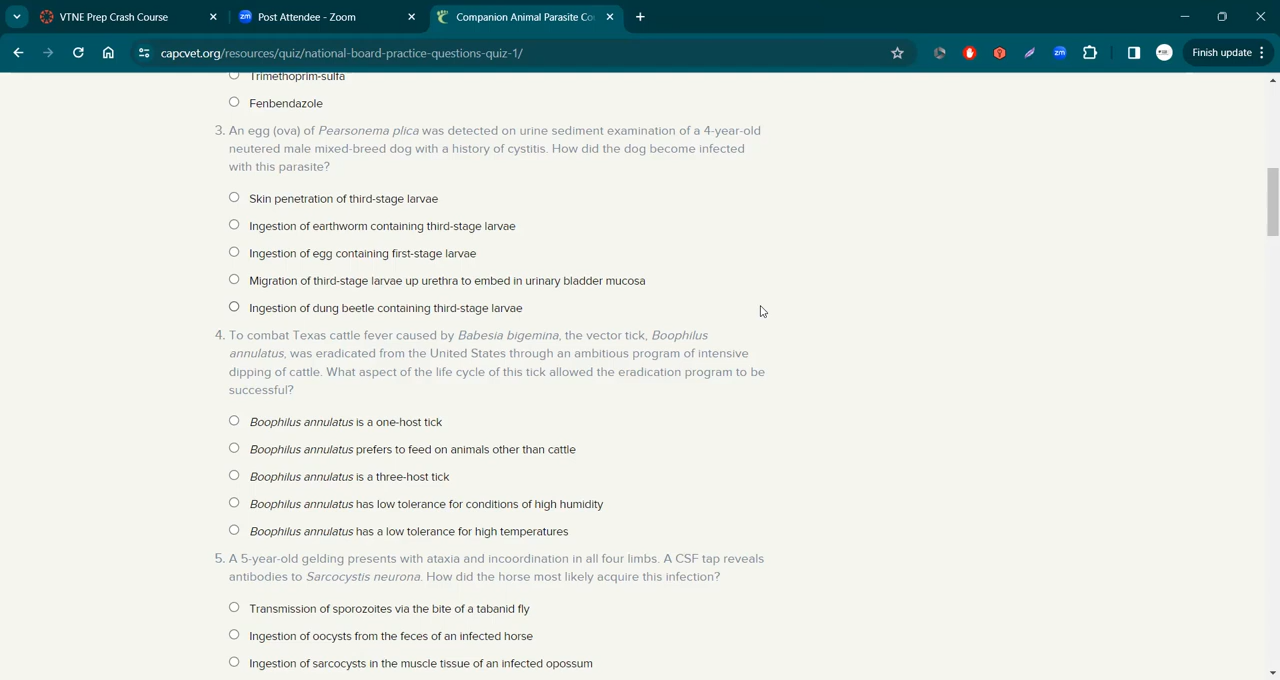 VTNE Prep Crash Course
Post Attendee - Zoom
Companion Animal Parasite Co
capcvet.org/resources/quiz/national-board-practice-questions-quiz-1/
Finish update
Trimethoprim-sulfa
Fenbendazole
3. An egg (ova) of Pearsonema plica was detected on urine sediment examination of a 4-year-old
neutered male mixed-breed dog with a history of cystitis. How did the dog become infected
with this parasite?
Skin penetration of third-stage larvae
Ingestion of earthworm containing third-stage larvae
Ingestion of egg containing first-stage larvae
Migration of third-stage larvae up urethra to embed in urinary bladder mucosa
Ingestion of dung beetle containing third-stage larvae
4. To combat Texas cattle fever caused by Babesia bigemina, the vector tick, Boophilus
annulatus, was eradicated from the United States through an ambitious program of intensive
dipping of cattle. What aspect of the life cycle of this tick allowed the eradication program to be
successful?
Boophilus annulatus is a one-host tick
Boophilus annulatus prefers to feed on animals other than cattle
Boophilus annulatus is a three-host tick
Boophilus annulatus has low tolerance for conditions of high humidity
Boophilus annulatus has a low tolerance for high temperatures
5. A 5-year-old gelding presents with ataxia and incoordination in all four limbs. A CSF tap reveals
antibodies to Sarcocystis neurona. How did the horse most likely acquire this infection?
Transmission of sporozoites via the bite of a tabanid fly
Ingestion of oocysts from the feces of an infected horse
Ingestion of sarcocysts in the muscle tissue of an infected opossum